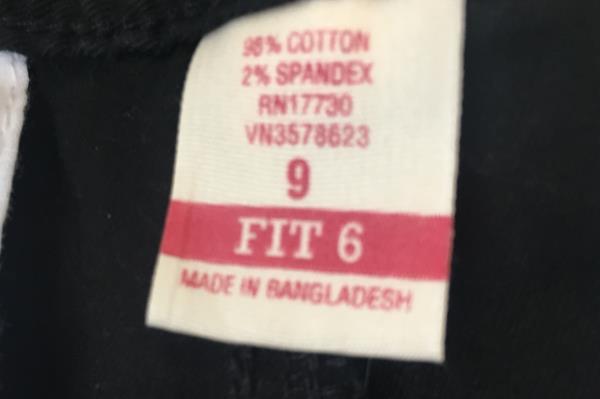 98% COTTON
2% SPANDEX
RN17730
VN3578623
9
FIT 6
MADE IN BANGLADESH